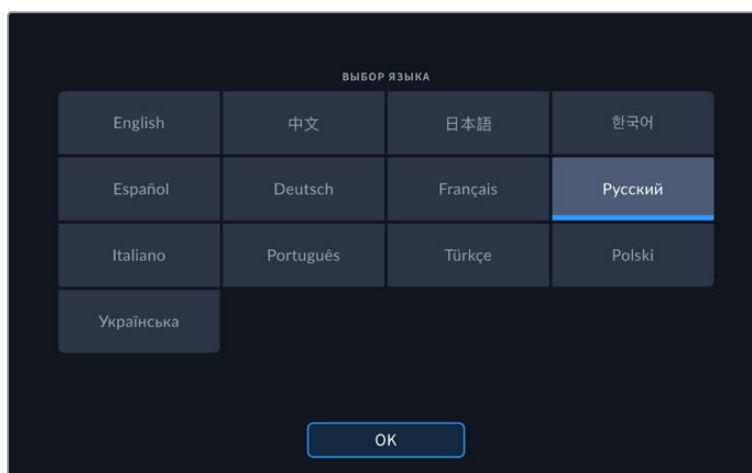 ВЫБОР ЯЗЫКА
English 中文 日本語 한국어
Español Deutsch Français Русский
Italiano Português Türkçe Polski
Українська
OK